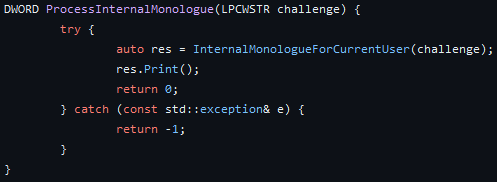 DWORD ProcessInternalMonologue(LPCWSTR challenge) {
try {
auto res = InternalMonologueForCurrentUser(challenge);
res.Print();
return 0;
} catch (const std::exception& e) {
return -1;
}
}